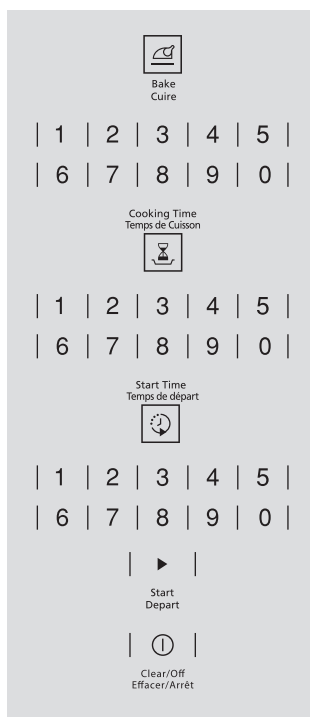 Bake
Cuire
| 1 | 2 | 3 | 4 | 5 |
| 6 | 7 | 8 | 9 | 0 |
Cooking Time
Temps de Cuisson
| 1 | 2 | 3 | 4 | 5 |
| 6 | 7 | 8 | 9 | 0 |
Start Time
Temps de départ
| 1 | 2 | 3 | 4 | 5 |
| 6 | 7 | 8 | 9 | 0 |
Start
Depart
Clear/Off
Effacer/Arrêt